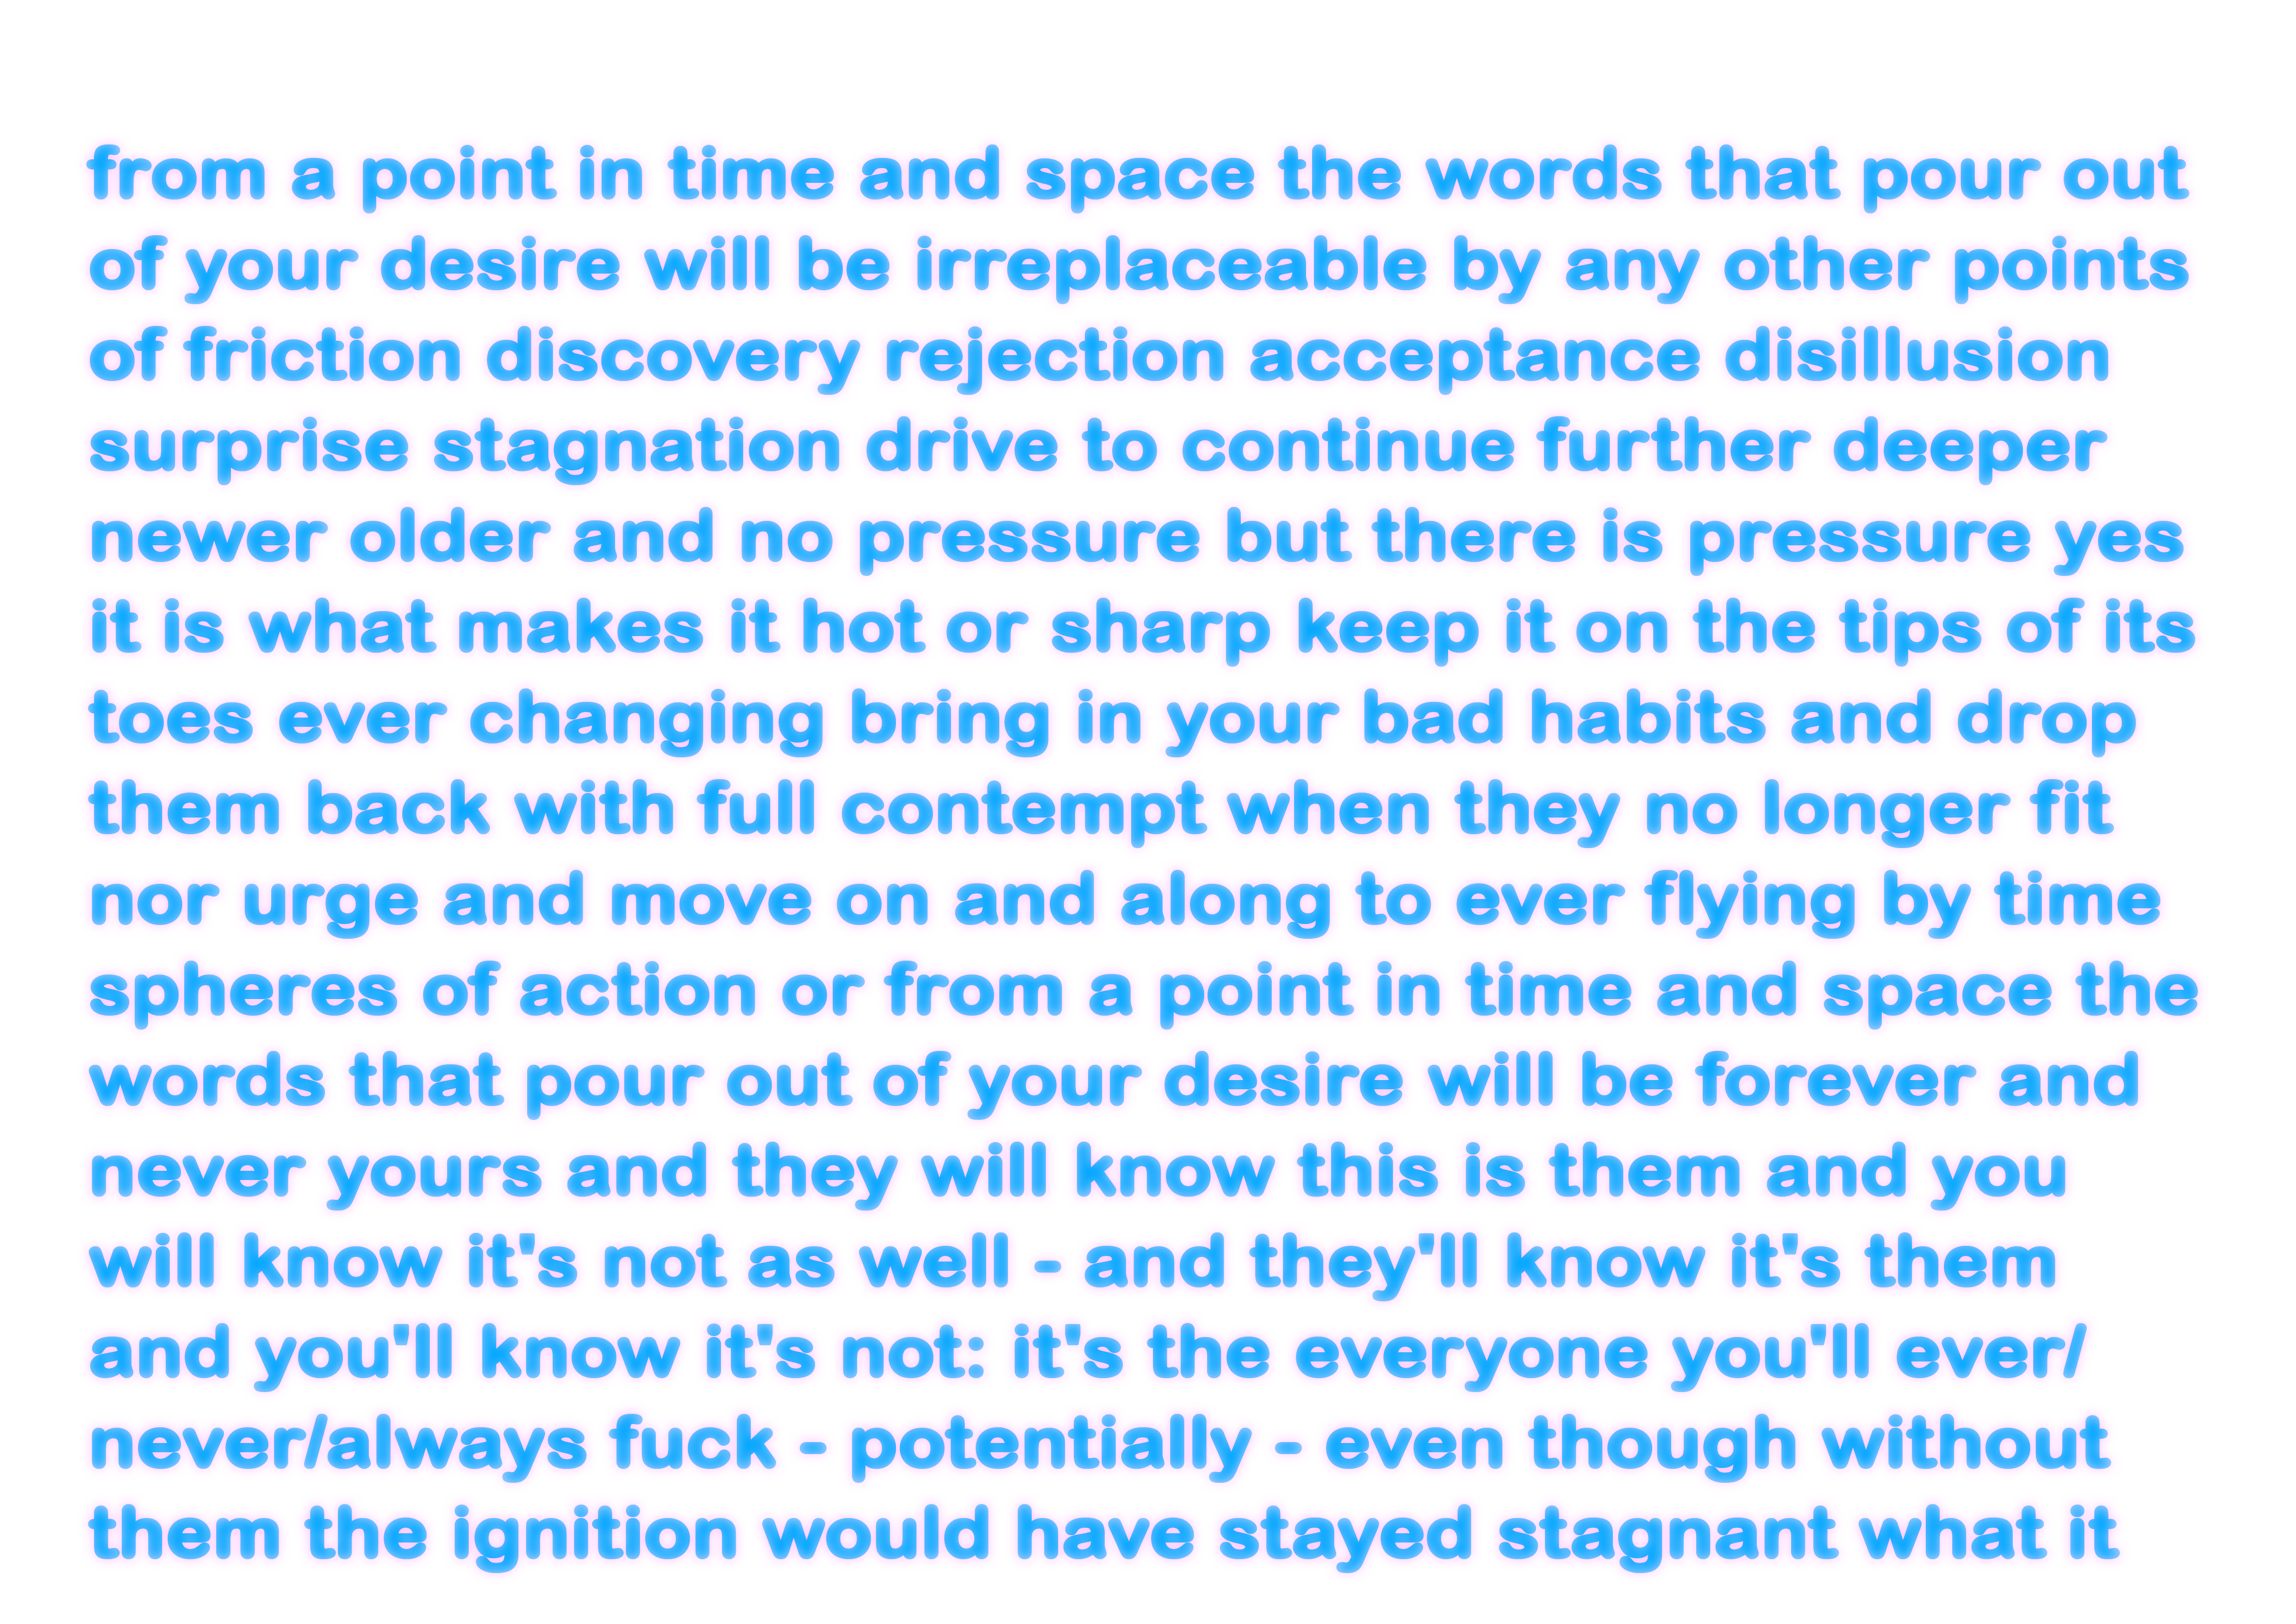 from a point in time and space the words that pour out
of your desire will be irreplaceable by any other points
of friction discovery rejection acceptance disillusion
surprise stagnation drive to continue further deeper
newer older and no pressure but there is pressure yes
it is what makes it hot or sharp keep it on the tips of its
toes ever changing bring in your bad habits and drop
them back with full contempt when they no longer fit
nor urge and move on and along to ever flying by time
spheres of action or from a point in time and space the
words that pour out of your desire will be forever and
never yours and they will know this is them and you
will know it's not as well - and they'll know it's them
and you'll know it's not: it's the everyone you'll ever/
never/always fuck - potentially - even though without
them the ignition would have stayed stagnant what it